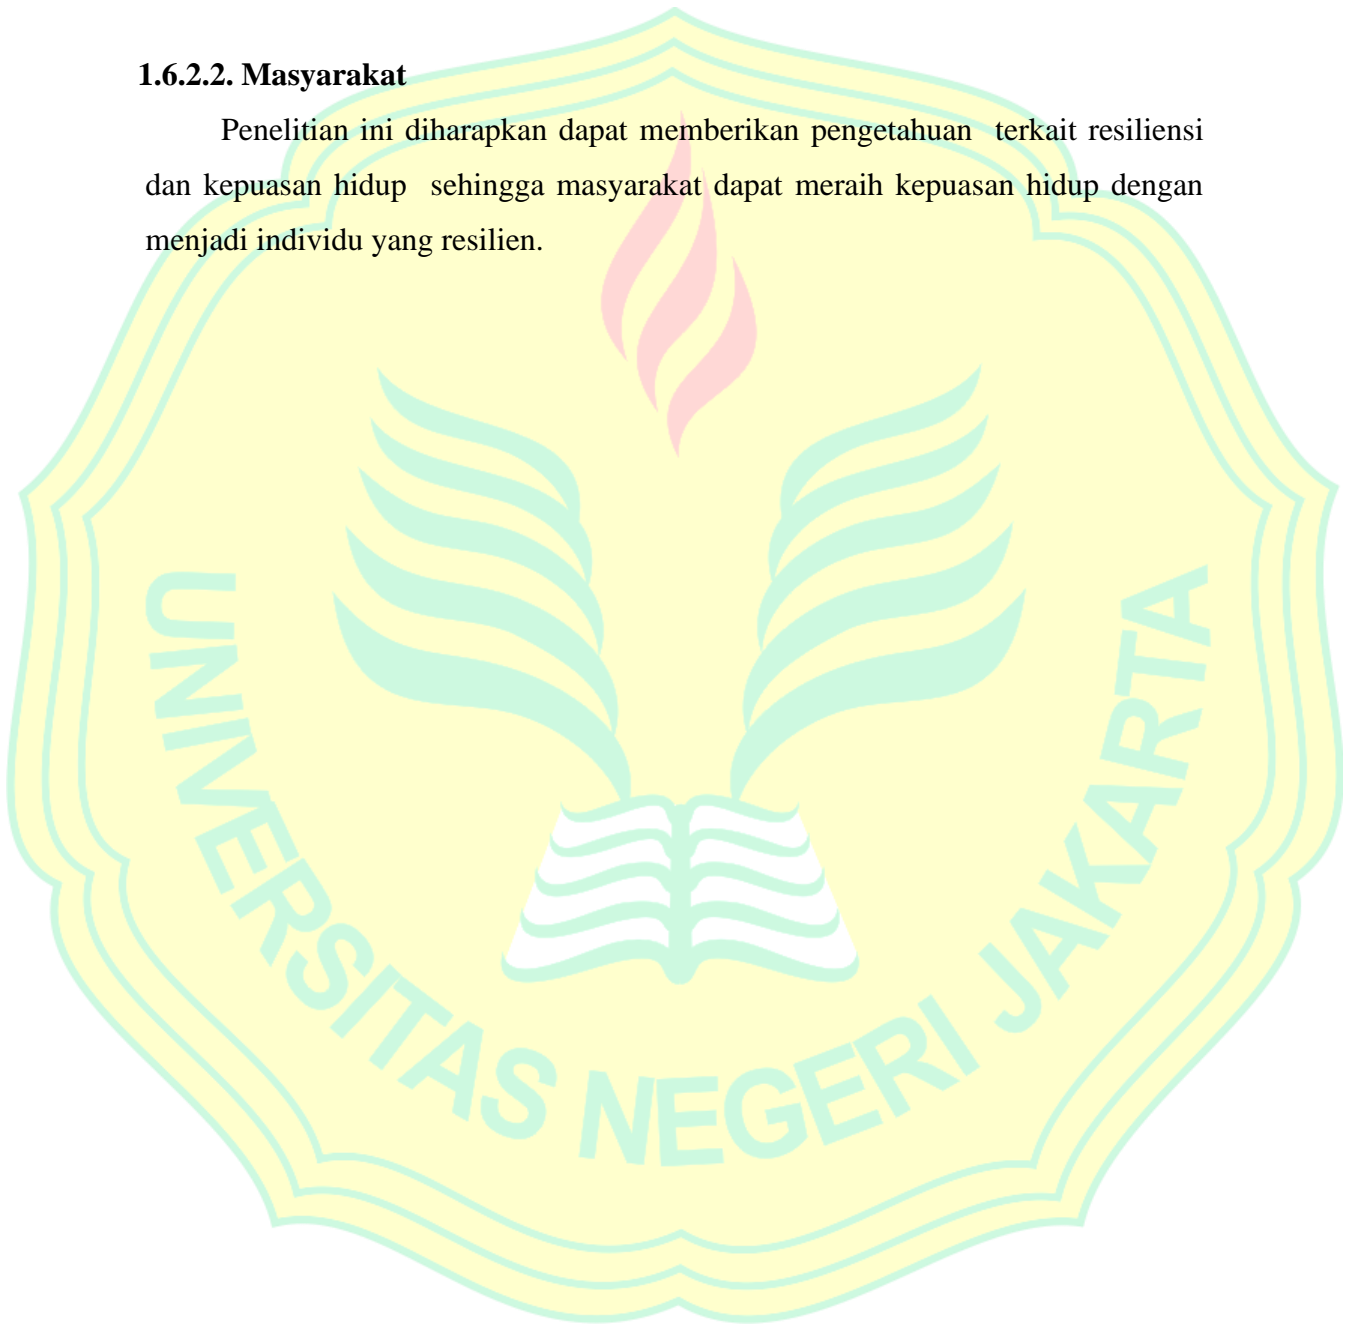 1.6.2.2. Masyarakat
Penelitian ini diharapkan dapat memberikan pengetahuan terkait resiliensi
dan kepuasan hidup sehingga masyarakat dapat meraih kepuasan hidup dengan
menjadi individu yang resilien.
UNIVERSITAS NEGERI JAKARTA